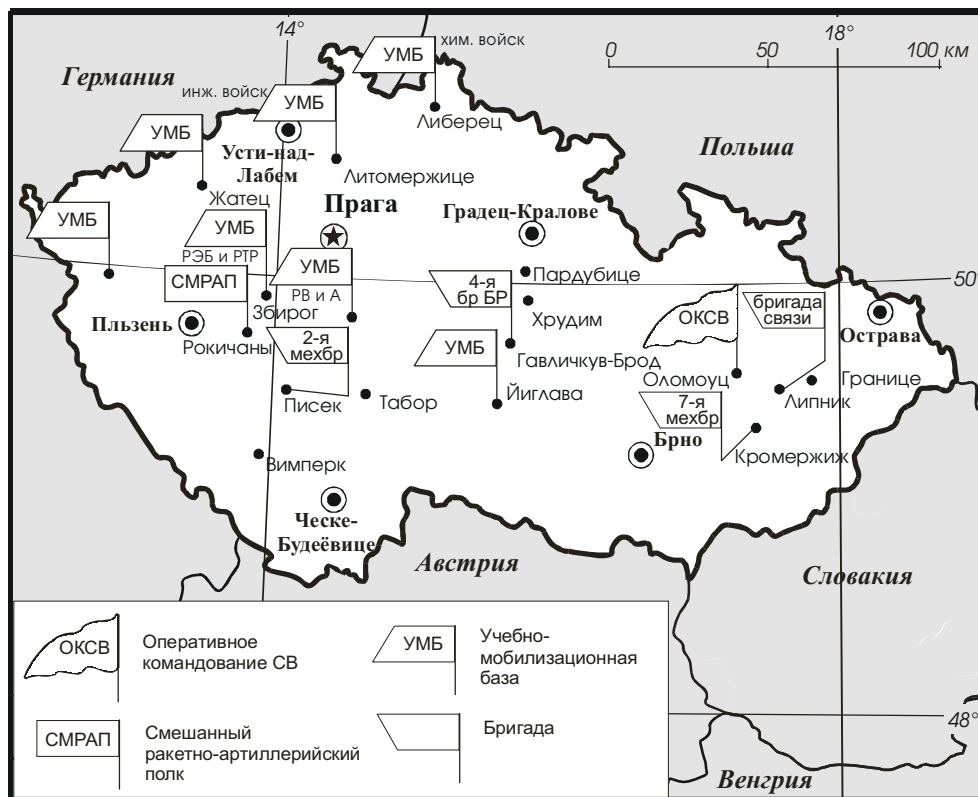 14°
18°
0
50
100 км
хим. войск
УМБ
Германия
инж. войск
УМБ
Либерец
УМБ
Усти-над-
Лабем
Польша
Литомержице
Жатец
Прага
Градец-Кралове
УМБ
УМБ
РЭБ и РТР
УМБ
СМРАП
РВ и А
4-я
бр БР
Пардубице
50
Збирог
Хрудим
ОКСВ
бригада
связи
Пльзень
Острава
Рокичаны
2-я
мехбр
УМБ
Гавличкув-Брод
Оломоуц
Границе
Писек
Табор
Йиглава
7-я
мехбр
Липник
Брно
Кромержиж
Вимперк
Ческе-
Будеёвице
Австрия
Словакия
ОКСВ
Оперативное
командование СВ
УМБ
Учебно-
мобилизационная
база
СМРАП
Смешанный
ракетно-артиллерийский
полк
Бригада
48°
Венгрия